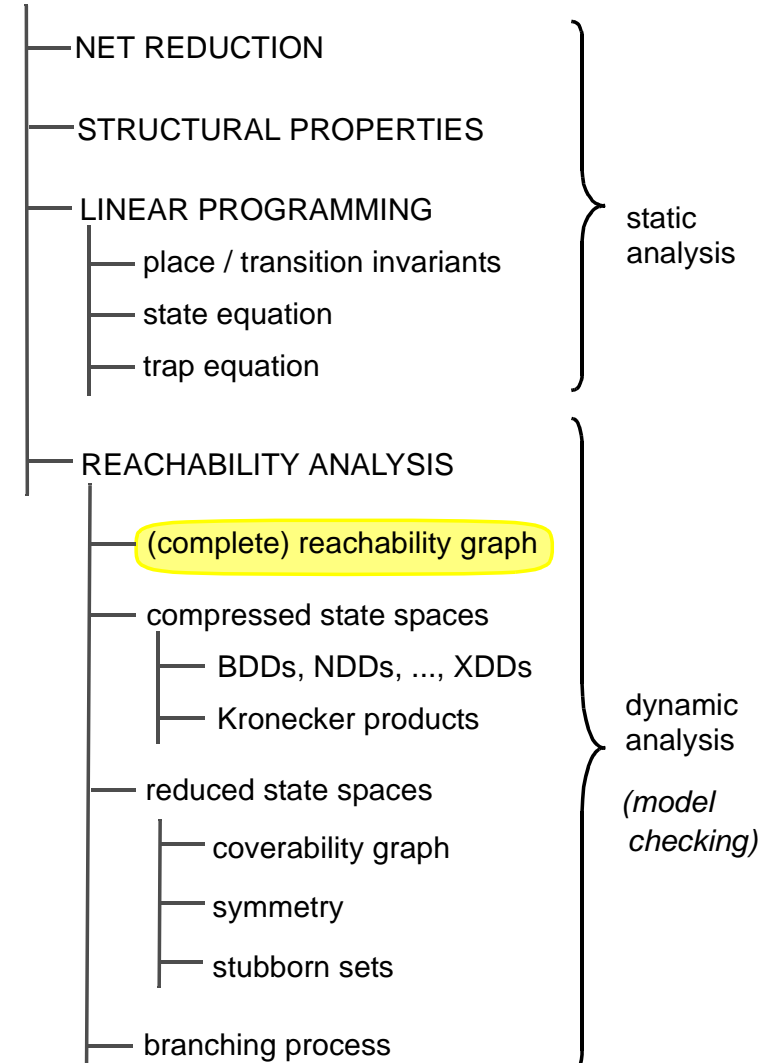 NET REDUCTION
STRUCTURAL PROPERTIES
LINEAR PROGRAMMING
place / transition invariants
state equation
trap equation
static
analysis
REACHABILITY ANALYSIS
(complete) reachability graph
compressed state spaces
BDDs, NDDs, ..., XDDs
Kronecker products
reduced state spaces
coverability graph
symmetry
stubborn sets
branching process
dynamic
analysis
(model
checking)